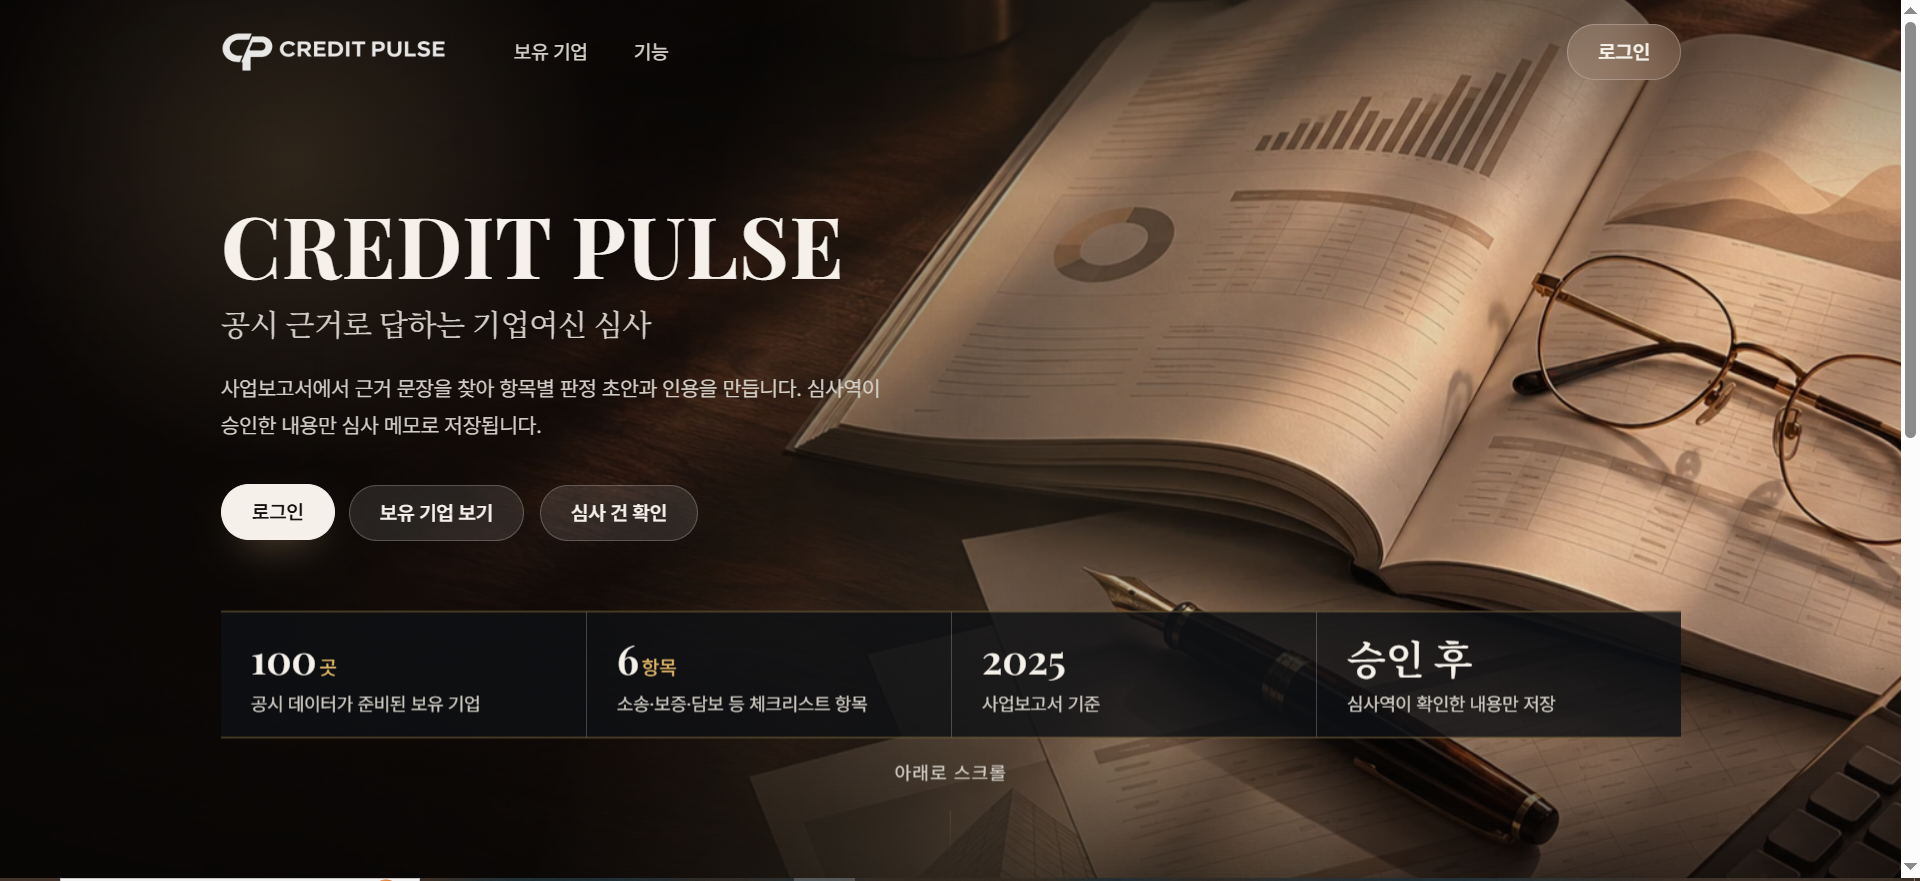 CREDIT PULSE
보유 기업
기능
로그인
CREDIT PULSE
공시 근거로 답하는 기업여신 심사
사업보고서에서 근거 문장을 찾아 항목별 판정 초안과 인용을 만듭니다. 심사역이
승인한 내용만 심사 메모로 저장됩니다.
로그인
보유 기업 보기
심사 건 확인
100 곳
공시 데이터가 준비된 보유 기업
6 항목
소송·보증·담보 등 체크리스트 항목
2025
사업보고서 기준
승인 후
심사역이 확인한 내용만 저장
아래로 스크롤